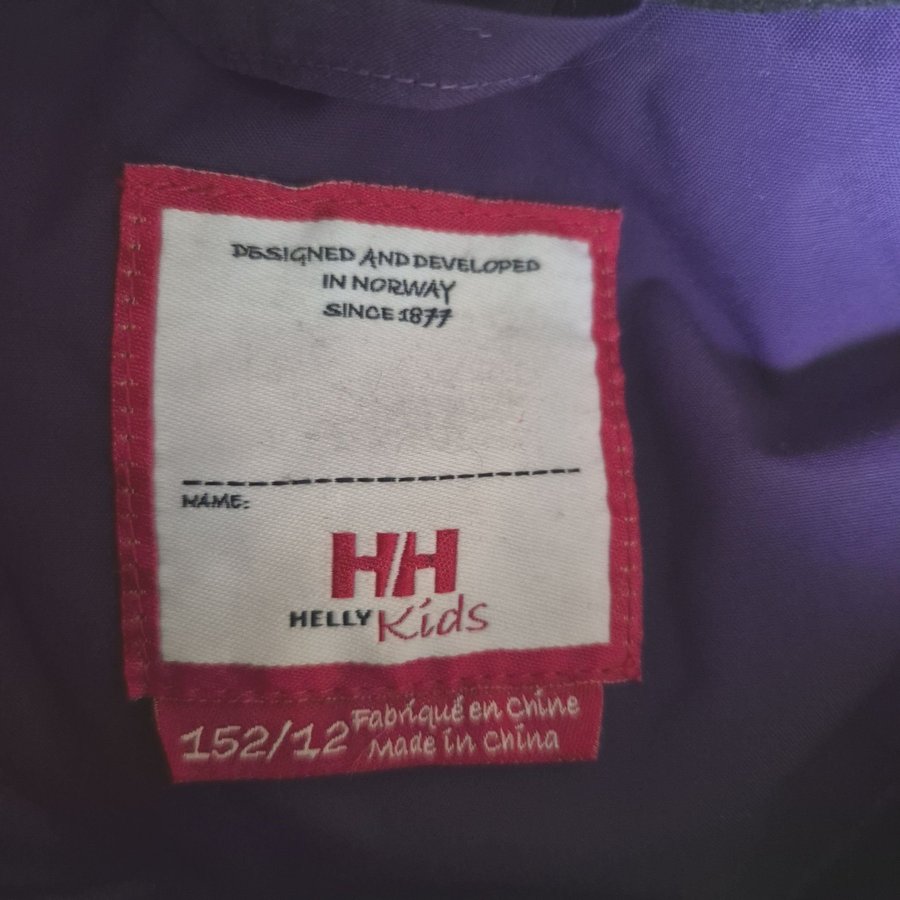 DESIGNED AND DEVELOPED
IN NORWAY
SINCE 1877
NAME:
HH
HELLY Kids
152/12 Fabriqué en Chine
Made in China